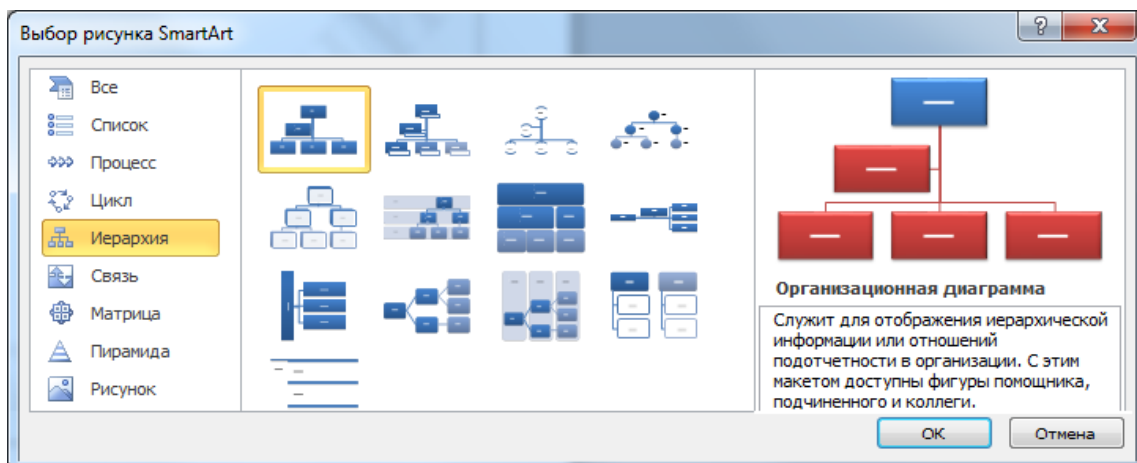 Выбор рисунка SmartArt
Все
Список
Процесс
Цикл
Иерархия
Связь
Матрица
Пирамида
Рисунок
Организационная диаграмма
Служит для отображения иерархической
информации или отношений
подотчетности в организации. С этим
макетом доступны фигуры помощника,
подчиненного и коллеги.
ОК
Отмена